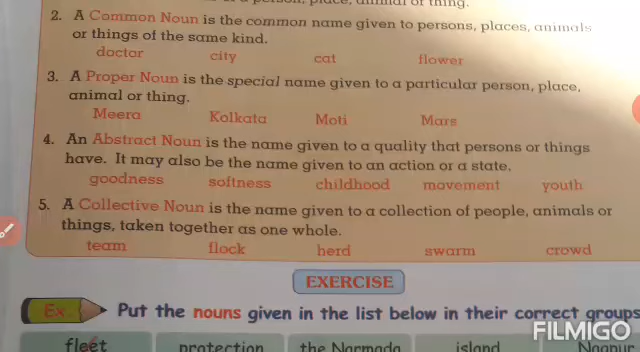 2. A Common Noun is the common name given to persons, places, animals
or things of the same kind.
doctor city cat flower
3. A Proper Noun is the special name given to a particular person, place,
animal or thing.
Meera Kolkata Moti Mars
4. An Abstract Noun is the name given to a quality that persons or things
have. It may also be the name given to an action or a state.
goodness softness childhood movement youth
5. A Collective Noun is the name given to a collection of people, animals or
things, taken together as one whole.
team flock herd swarm crowd
EXERCISE
Ex. Put the nouns given in the list below in their correct groups
FILMIGO
fleet protection the Narmada island Nagpur